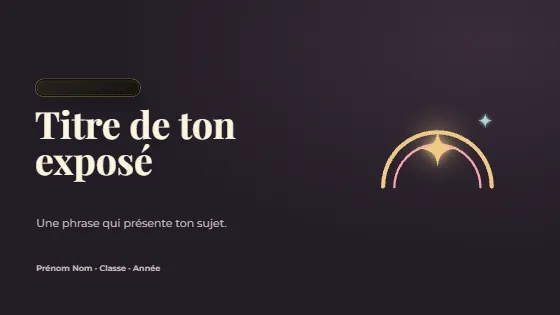 Titre de ton
exposé
Une phrase qui présente ton sujet.
Prénom Nom · Classe · Année